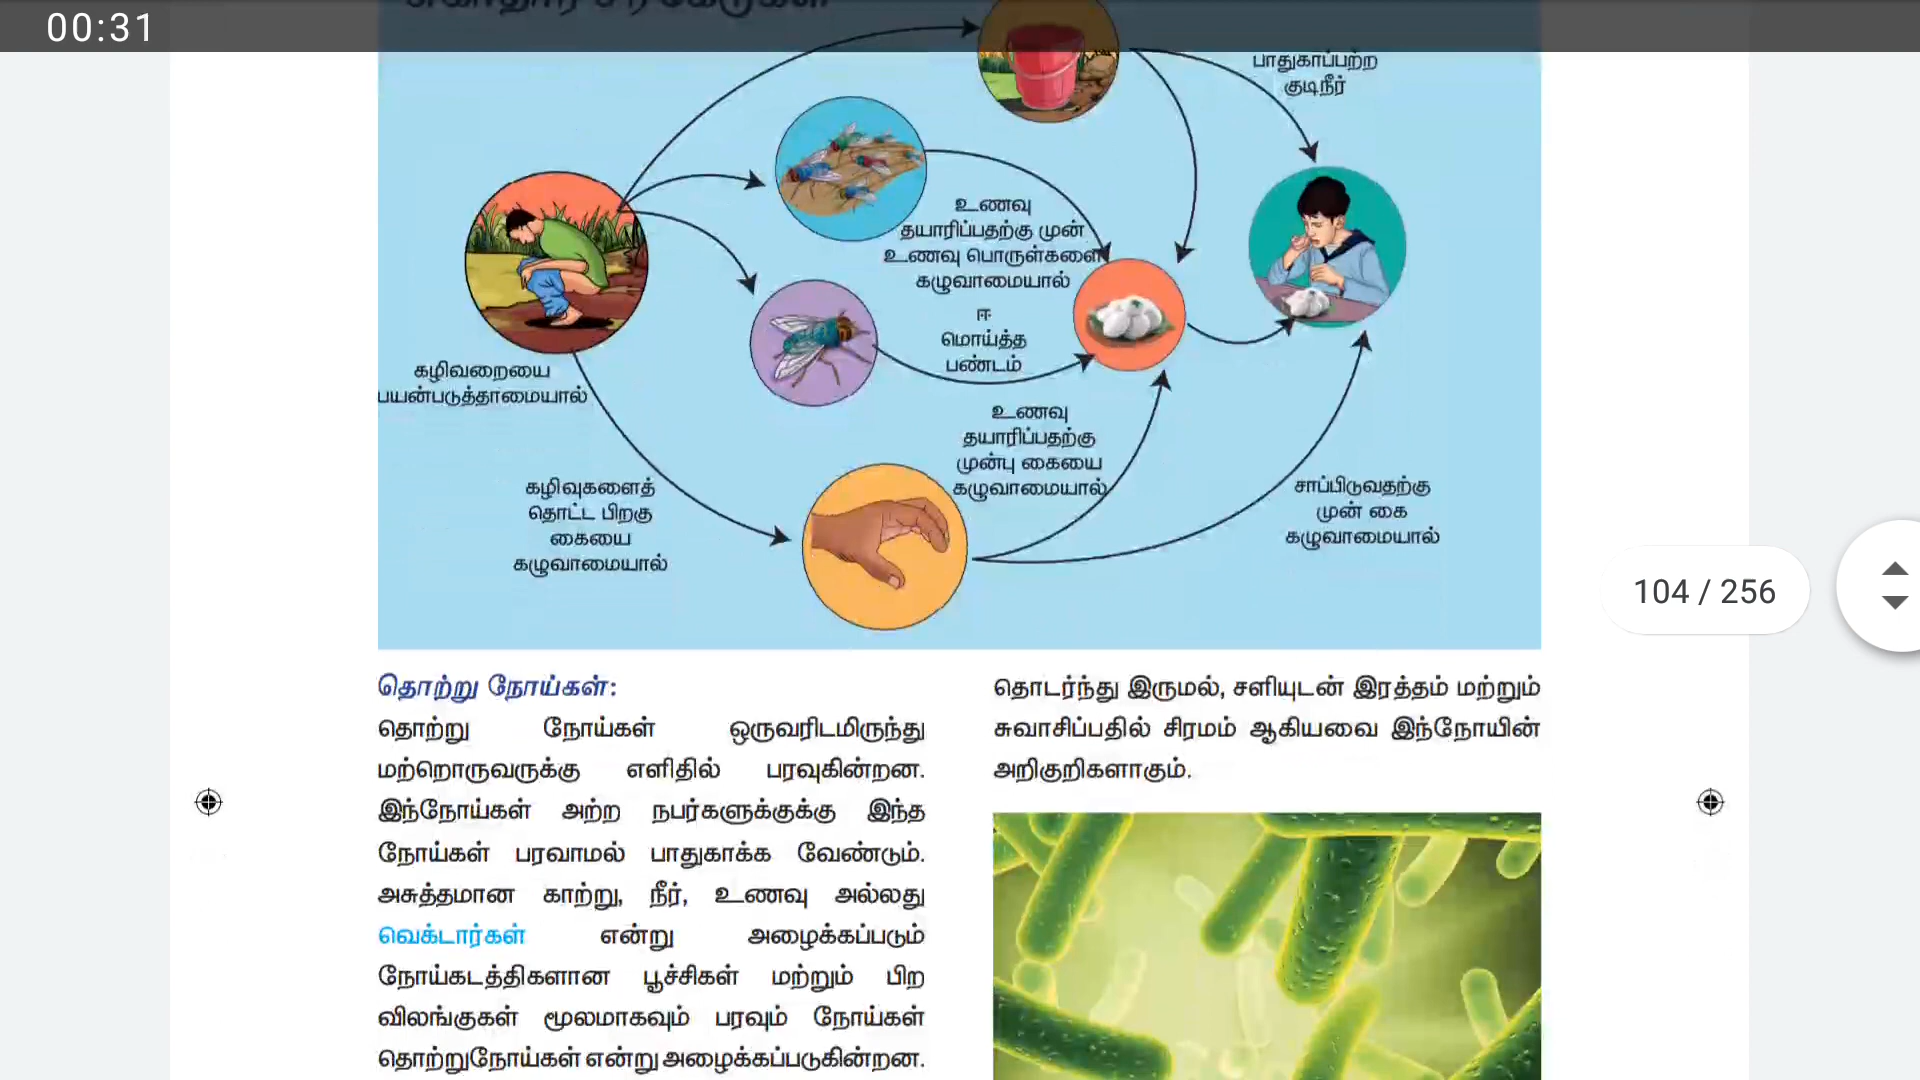 00:31
சுகாதார சீர்கேடுகள்
பாதுகாப்பற்ற
குடிநீர்
உணவு
தயாரிப்பதற்கு முன்
உணவு பொருள்களை
கழுவாமையால்
ஈ
மொய்த்த
பண்டம்
கழிவறையை
பயன்படுத்தாமையால்
உணவு
தயாரிப்பதற்கு
முன்பு கையை
கழுவாமையால்
கழிவுகளைத்
தொட்ட பிறகு
கையை
கழுவாமையால்
சாப்பிடுவதற்கு
முன் கை
கழுவாமையால்
104 / 256
தொற்று நோய்கள்:
தொற்று நோய்கள் ஒருவரிடமிருந்து
மற்றொருவருக்கு எளிதில் பரவுகின்றன.
இந்நோய்கள் அற்ற நபர்களுக்குக்கு இந்த
நோய்கள் பரவாமல் பாதுகாக்க வேண்டும்.
அசுத்தமான காற்று, நீர், உணவு அல்லது
வெக்டார்கள் என்று அழைக்கப்படும்
நோய்கடத்திகளான பூச்சிகள் மற்றும் பிற
விலங்குகள் மூலமாகவும் பரவும் நோய்கள்
தொற்றுநோய்கள் என்று அழைக்கப்படுகின்றன.
தொடர்ந்து இருமல், சளியுடன் இரத்தம் மற்றும்
சுவாசிப்பதில் சிரமம் ஆகியவை இந்நோயின்
அறிகுறிகளாகும்.